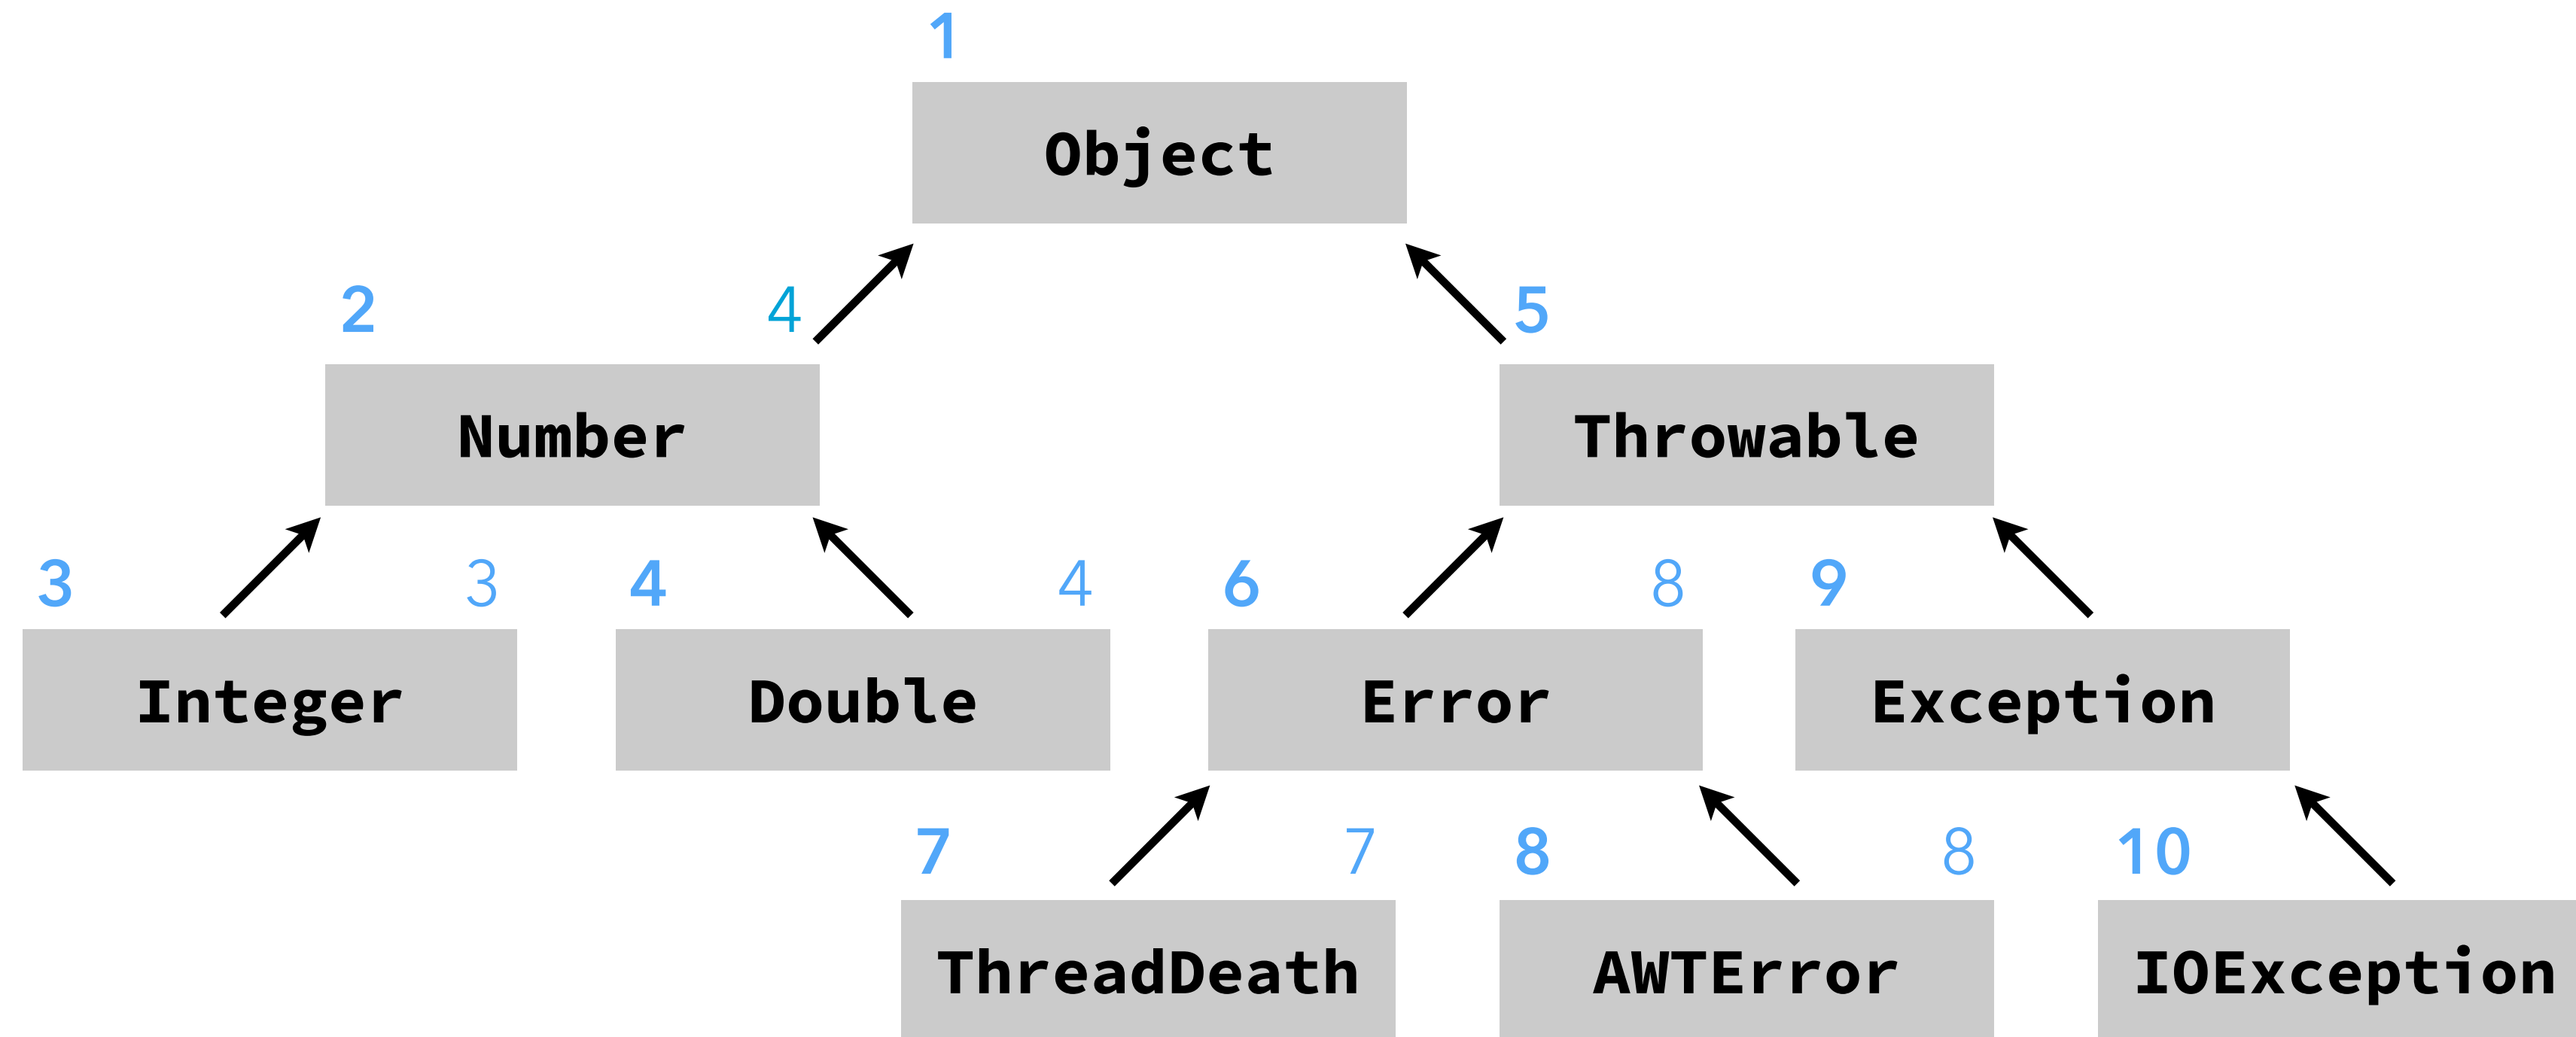 1
Object
2 4 5
Number Throwable
3 3 4 4 6 8 9
Integer Double Error Exception
7 7 8 8 10
ThreadDeath AWTError IOException